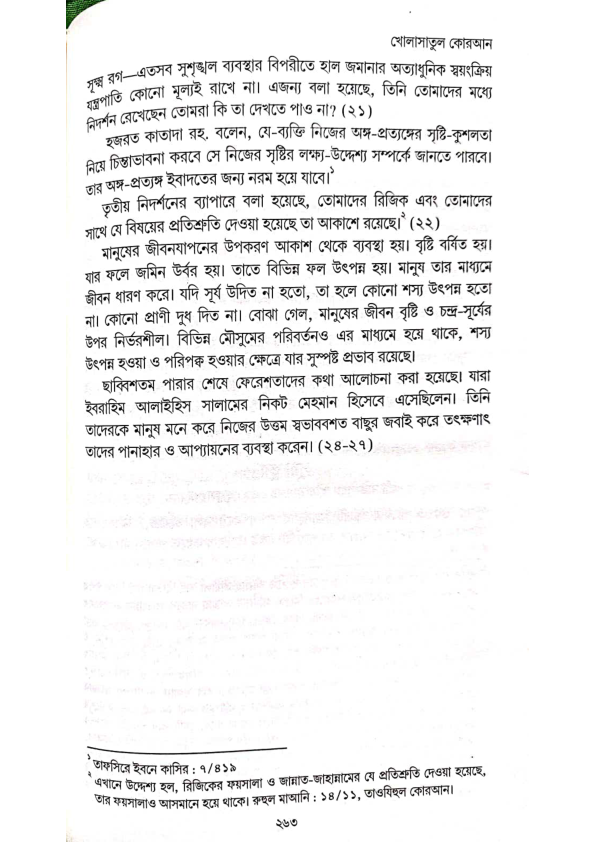 খোলাসাতুল কোরআন
সূক্ষ্ম রগ—এতসব সুশৃঙ্খল ব্যবস্থার বিপরীতে হাল জমানার অত্যাধুনিক স্বয়ংক্রিয়
যন্ত্রপাতি কোনো মূল্যই রাখে না। এজন্য বলা হয়েছে, তিনি তোমাদের মধ্যে
নিদর্শন রেখেছেন তোমরা কি তা দেখতে পাও না? (২১)
হজরত কাতাদা রহ. বলেন, যে-ব্যক্তি নিজের অঙ্গ-প্রত্যঙ্গের সৃষ্টি-কুশলতা
নিয়ে চিন্তাভাবনা করবে সে নিজের সৃষ্টির লক্ষ্য-উদ্দেশ্য সম্পর্কে জানতে পারবে।
তার অঙ্গ-প্রত্যঙ্গ ইবাদতের জন্য নরম হয়ে যাবে।১
তৃতীয় নিদর্শনের ব্যাপারে বলা হয়েছে, তোমাদের রিজিক এবং তোমাদের
সাথে যে বিষয়ের প্রতিশ্রুতি দেওয়া হয়েছে তা আকাশে রয়েছে।২ (২২)
মানুষের জীবনযাপনের উপকরণ আকাশ থেকে ব্যবস্থা হয়। বৃষ্টি বর্ষিত হয়।
যার ফলে জমিন উর্বর হয়। তাতে বিভিন্ন ফল উৎপন্ন হয়। মানুষ তার মাধ্যমে
জীবন ধারণ করে। যদি সূর্য উদিত না হতো, তা হলে কোনো শস্য উৎপন্ন হতো
না। কোনো প্রাণী দুধ দিত না। বোঝা গেল, মানুষের জীবন বৃষ্টি ও চন্দ্র-সূর্যের
উপর নির্ভরশীল। বিভিন্ন মৌসুমের পরিবর্তনও এর মাধ্যমে হয়ে থাকে, শস্য
উৎপন্ন হওয়া ও পরিপক্ব হওয়ার ক্ষেত্রে যার সুস্পষ্ট প্রভাব রয়েছে।
ছাব্বিশতম পারার শেষে ফেরেশতাদের কথা আলোচনা করা হয়েছে। যারা
ইবরাহিম আলাইহিস সালামের নিকট মেহমান হিসেবে এসেছিলেন। তিনি
তাদেরকে মানুষ মনে করে নিজের উত্তম স্বভাববশত বাছুর জবাই করে তৎক্ষণাৎ
তাদের পানাহার ও আপ্যায়নের ব্যবস্থা করেন। (২৪-২৭)
১ তাফসিরে ইবনে কাসির : ৭/৪১৯
২ এখানে উদ্দেশ্য হল, রিজিকের ফয়সালা ও জান্নাত-জাহান্নামের যে প্রতিশ্রুতি দেওয়া হয়েছে,
তার ফয়সালাও আসমানে হয়ে থাকে। রুহুল মাআনি : ১৪/১১, তাওযিহুল কোরআন।
২৬৩